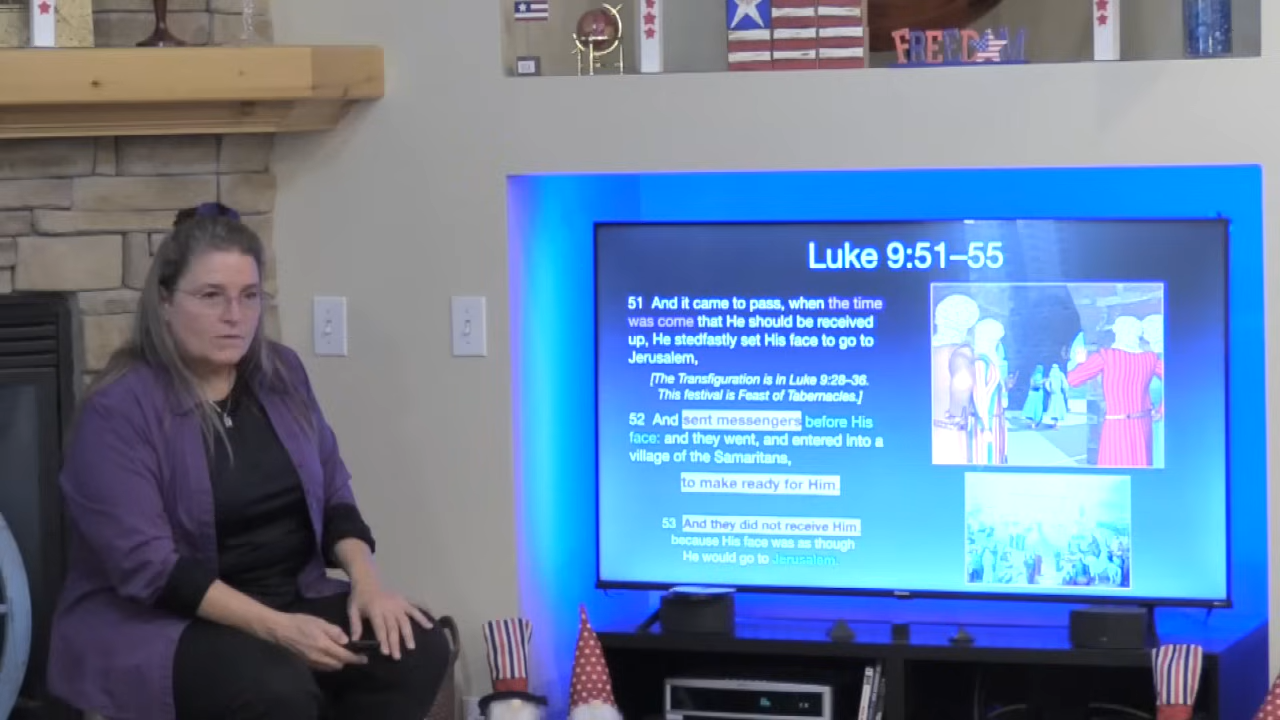 FREEDOM
Luke 9:51–55
51 And it came to pass, when the time
was come that He should be received
up, He stedfastly set His face to go to
Jerusalem,
[The Transfiguration is in Luke 9:28–36.
This festival is Feast of Tabernacles.]
52 And sent messengers before His
face: and they went, and entered into a
village of the Samaritans,
to make ready for Him.
53 And they did not receive Him,
because His face was as though
He would go to Jerusalem.